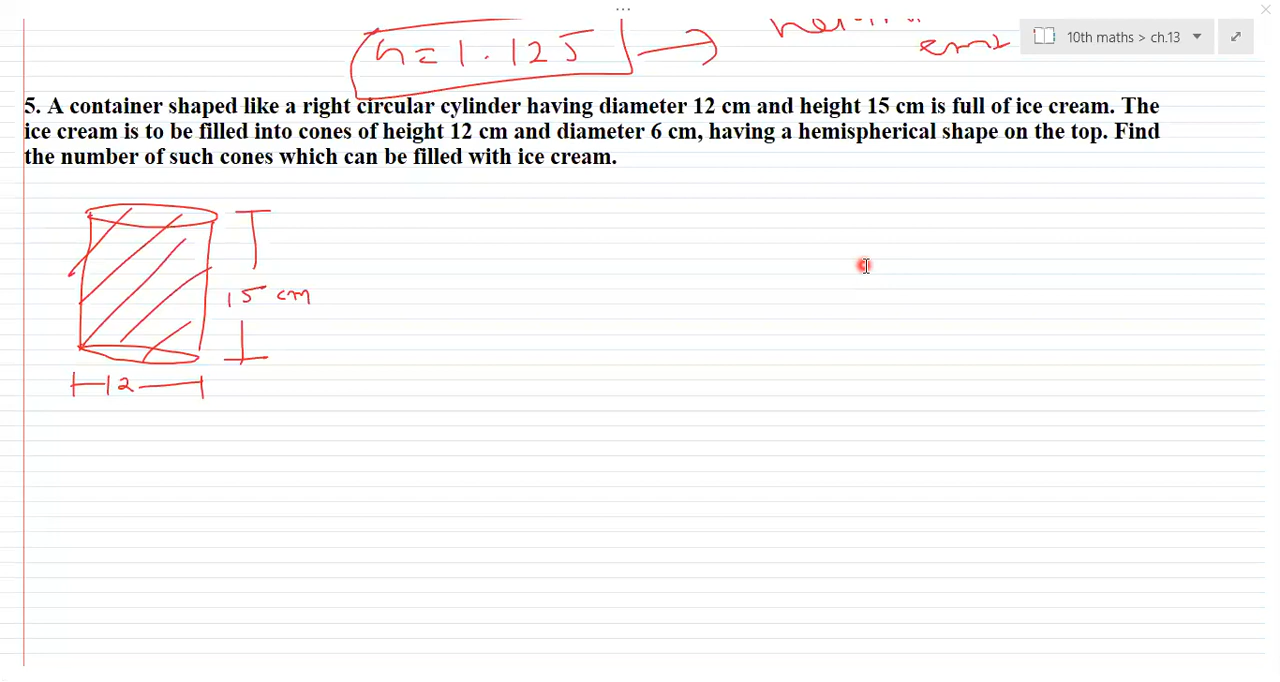 10th maths > ch.13
n = 1.125
cm
5. A container shaped like a right circular cylinder having diameter 12 cm and height 15 cm is full of ice cream. The
ice cream is to be filled into cones of height 12 cm and diameter 6 cm, having a hemispherical shape on the top. Find
the number of such cones which can be filled with ice cream.
15 cm
12